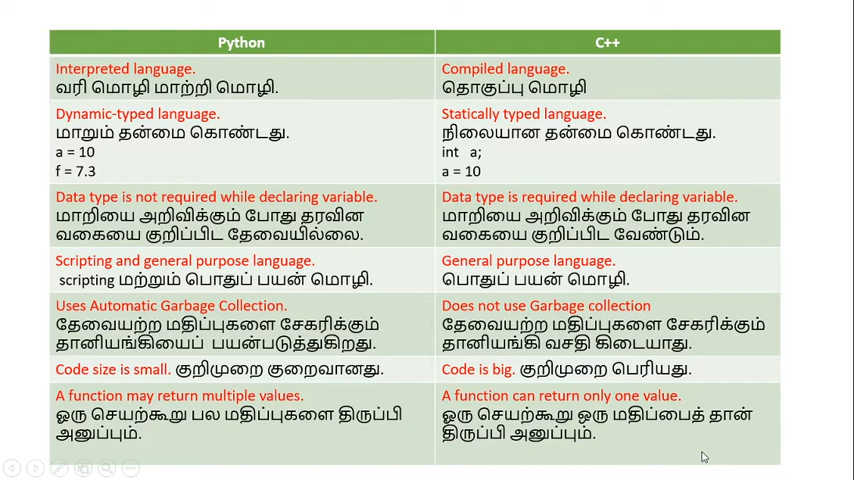 Python
C++
Interpreted language.
வரி மொழி மாற்றி மொழி.
Compiled language.
தொகுப்பு மொழி
Dynamic-typed language.
மாறும் தன்மை கொண்டது.
a = 10
f = 7.3
Statically typed language.
நிலையான தன்மை கொண்டது.
int a;
a = 10
Data type is not required while declaring variable.
மாறியை அறிவிக்கும் போது தரவின
வகையை குறிப்பிட தேவையில்லை.
Data type is required while declaring variable.
மாறியை அறிவிக்கும் போது தரவின
வகையை குறிப்பிட வேண்டும்.
Scripting and general purpose language.
scripting மற்றும் பொதுப் பயன் மொழி.
General purpose language.
பொதுப் பயன் மொழி.
Uses Automatic Garbage Collection.
தேவையற்ற மதிப்புகளை சேகரிக்கும்
தானியங்கியைப் பயன்படுத்துகிறது.
Does not use Garbage collection
தேவையற்ற மதிப்புகளை சேகரிக்கும்
தானியங்கி வசதி கிடையாது.
Code size is small. குறிமுறை குறைவானது.
Code is big. குறிமுறை பெரியது.
A function may return multiple values.
ஓரு செயற்கூறு பல மதிப்புகளை திருப்பி
அனுப்பும்.
A function can return only one value.
ஓரு செயற்கூறு ஒரு மதிப்பைத் தான்
திருப்பி அனுப்பும்.